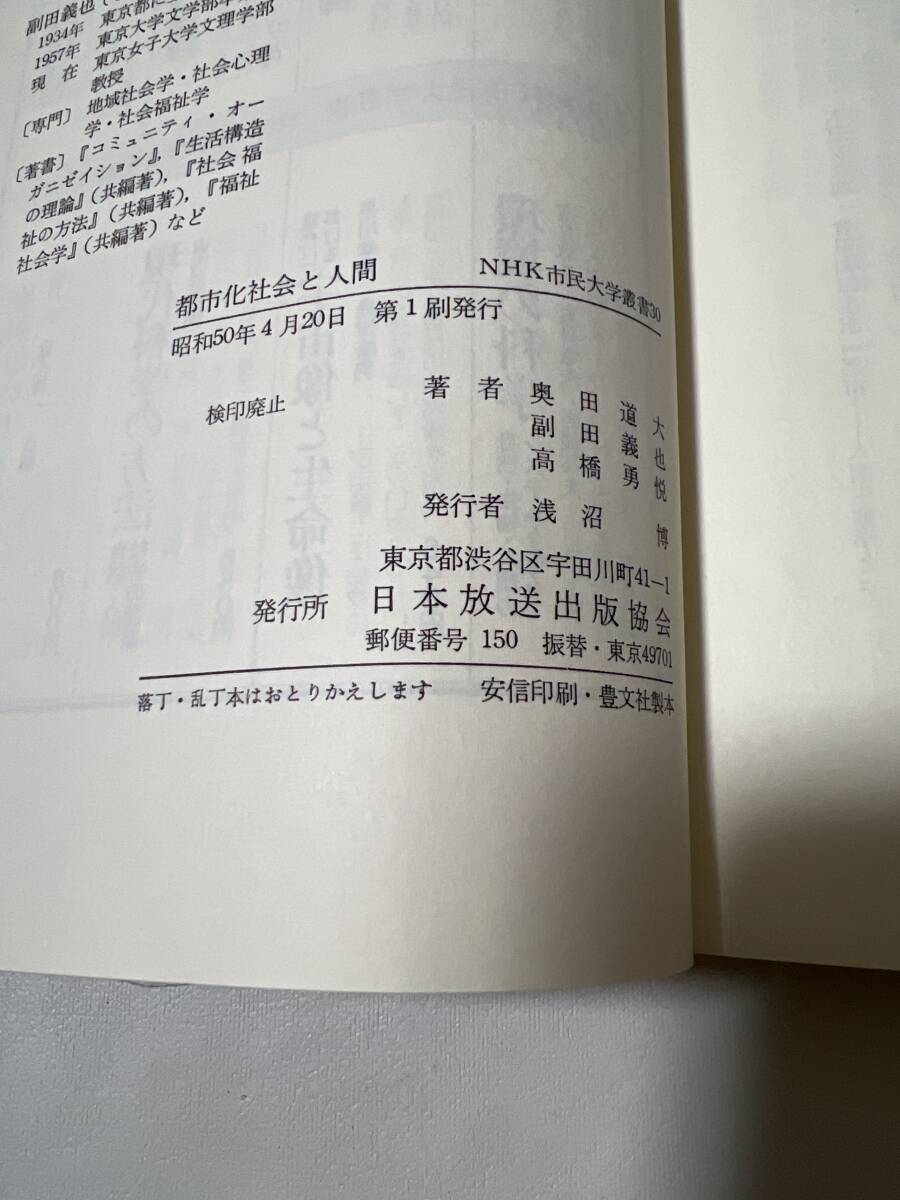 副田義也
1934年 東京都に
1957年 東京大学文学部卒
現在 東京女子大学文理学部
教授
〔専門〕 地域社会学・社会心理
学・社会福祉学
〔著書〕『コミュニティ・オー
ガニゼイション』,『生活構造
の理論』(共編著),『社会福
祉の方法』(共編著),『福祉
社会学』(共編著)など
都市化社会と人間 NHK市民大学叢書30
昭和50年4月20日 第1刷発行
検印廃止
著者 奥田道大
副田義也
高橋勇悦
発行者 浅沼博
東京都渋谷区宇田川町41−1
発行所 日本放送出版協会
郵便番号 150 振替・東京49701
落丁・乱丁本はおとりかえします 安信印刷・豊文社製本